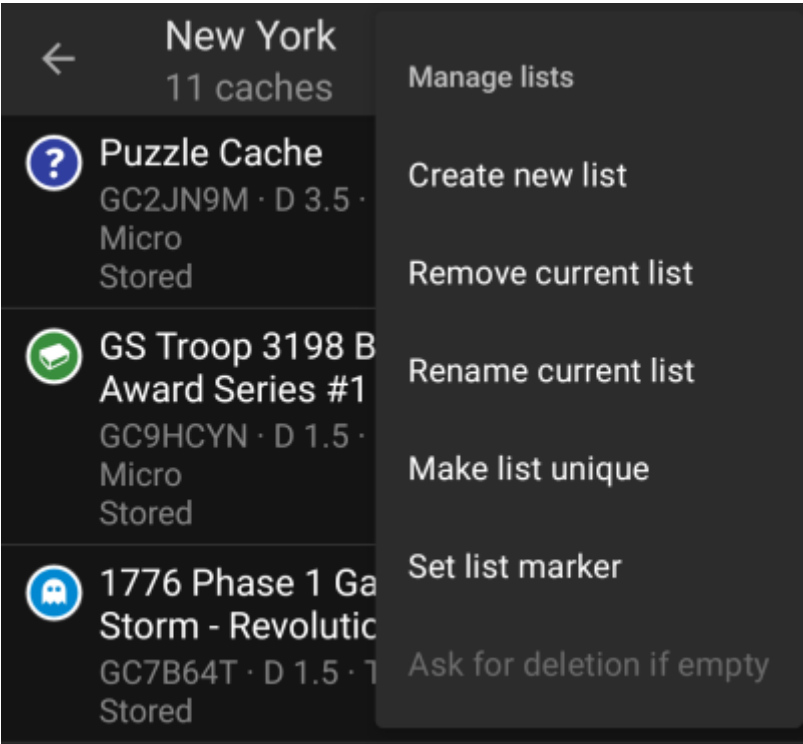 New York
11 caches
Puzzle Cache
GC2JN9M · D 3.5 ·
Micro
Stored
GS Troop 3198 B
Award Series #1
GC9HCYN · D 1.5 ·
Micro
Stored
1776 Phase 1 Ga
Storm - Revolutic
GC7B64T · D 1.5 · T
Stored
Manage lists
Create new list
Remove current list
Rename current list
Make list unique
Set list marker
Ask for deletion if empty